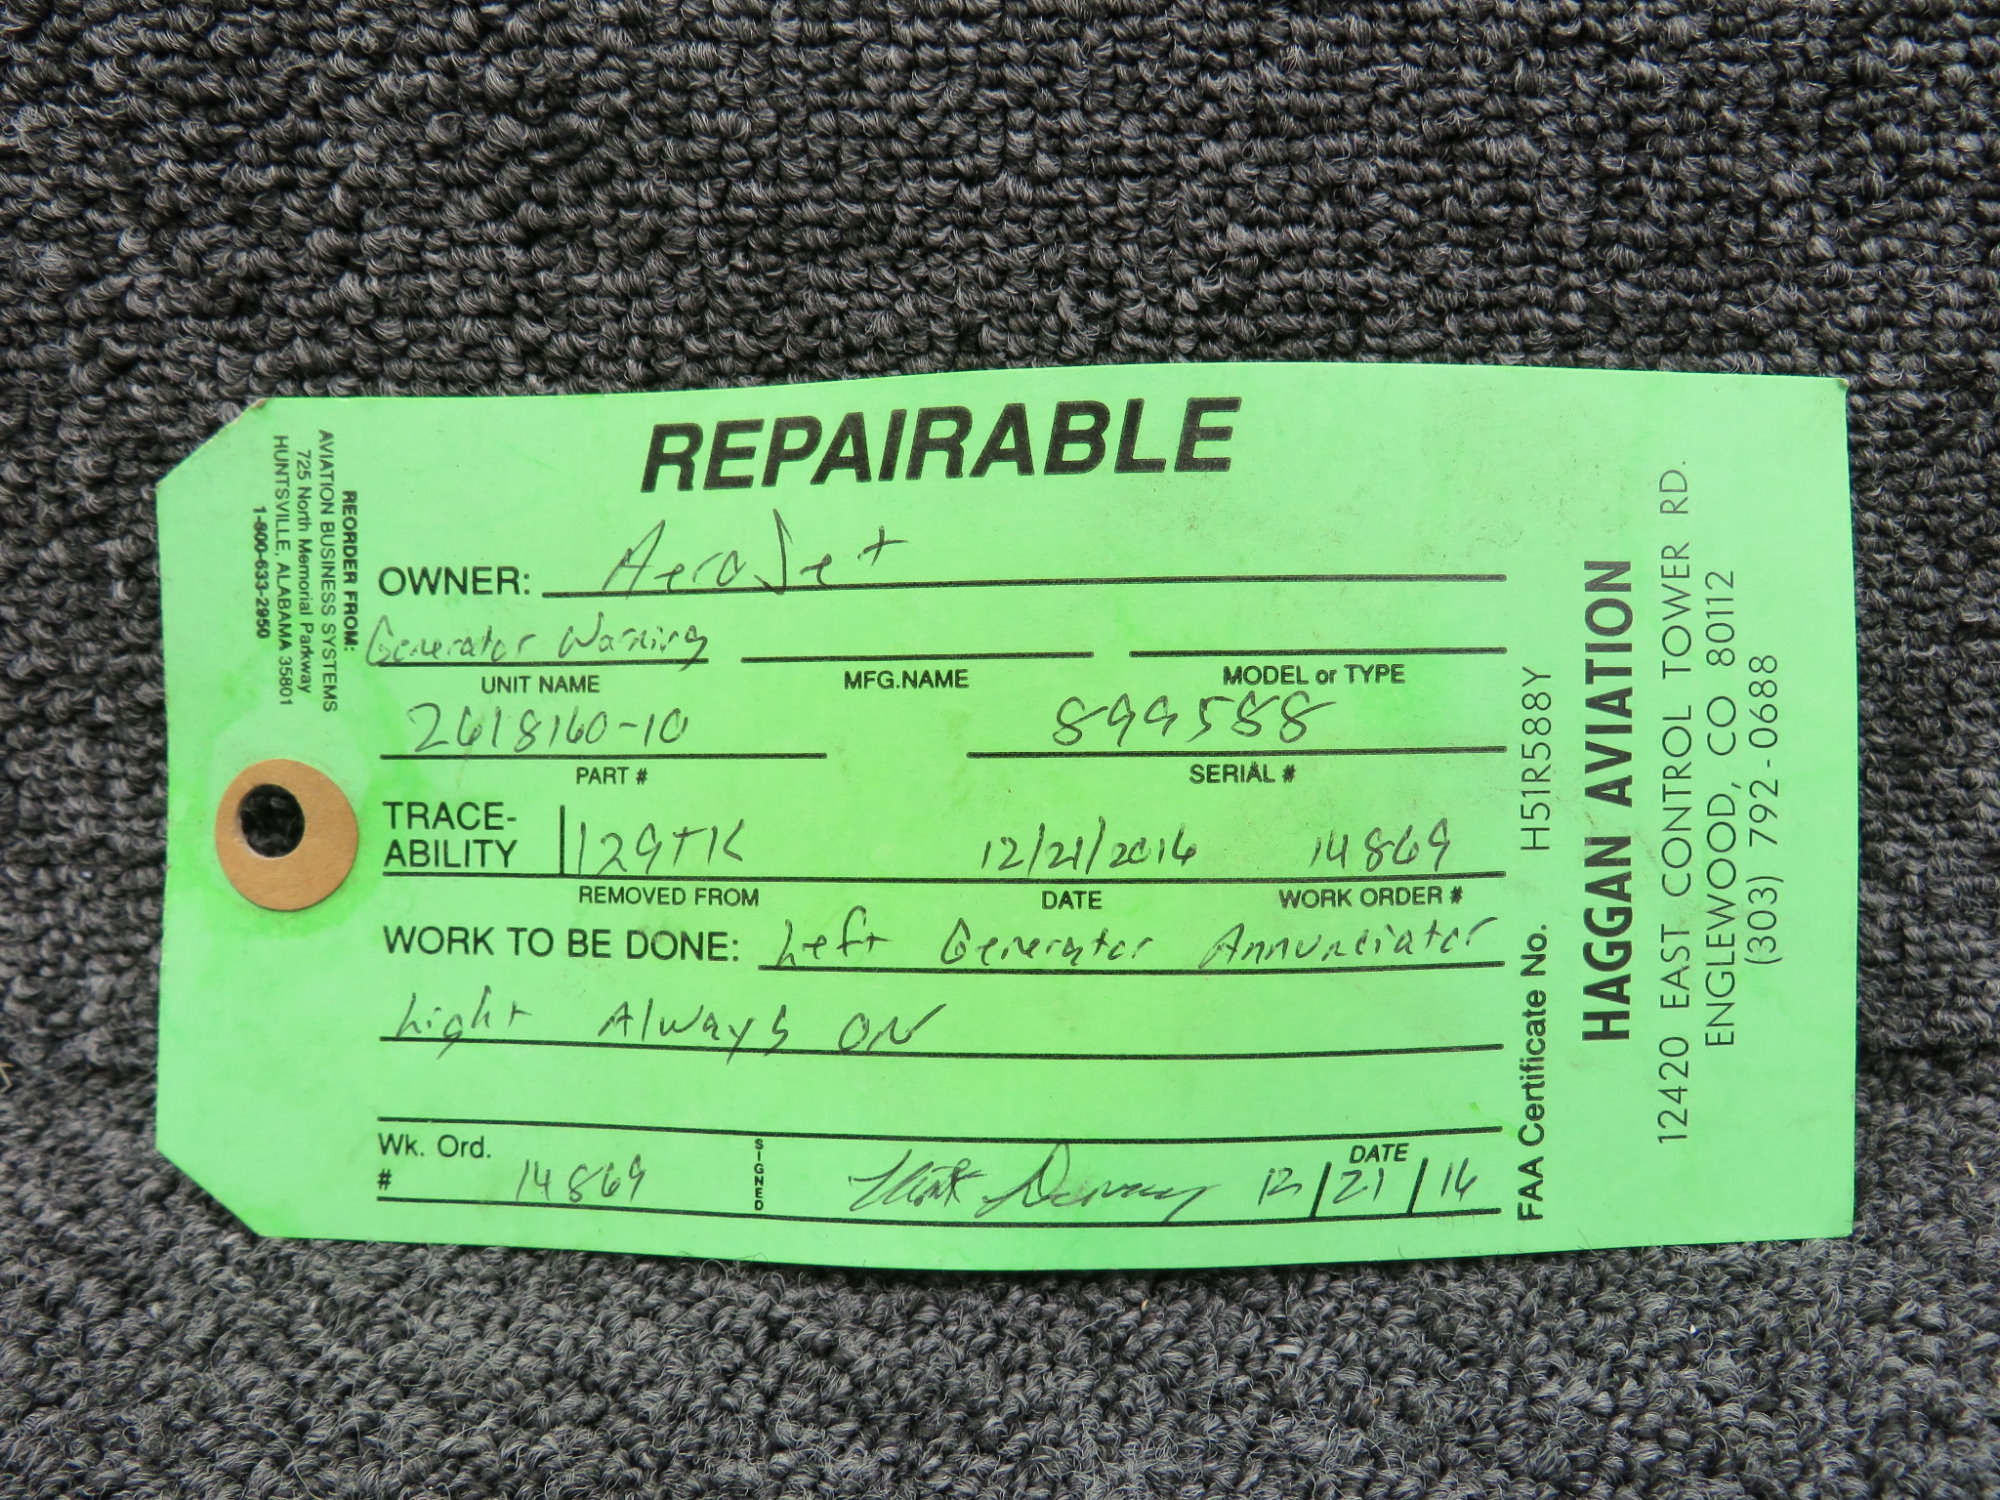 REPAIRABLE
OWNER: AeroJet
Generator Warning
UNIT NAME MFG.NAME MODEL or TYPE
2618160-10 899588
PART # SERIAL #
TRACE-
ABILITY 129TK 12/21/2016 14869
REMOVED FROM DATE WORK ORDER #
WORK TO BE DONE: Left Generator Annunciator
Light Always ON
Wk. Ord.
# 14869 SIGNED DATE 12/21/16
REORDER FROM:
AVIATION BUSINESS SYSTEMS
725 North Memorial Parkway
HUNTSVILLE, ALABAMA 35801
1-800-633-2950
FAA Certificate No. H51R588Y
HAGGAN AVIATION
12420 EAST CONTROL TOWER RD.
ENGLEWOOD, CO 80112
(303) 792-0688